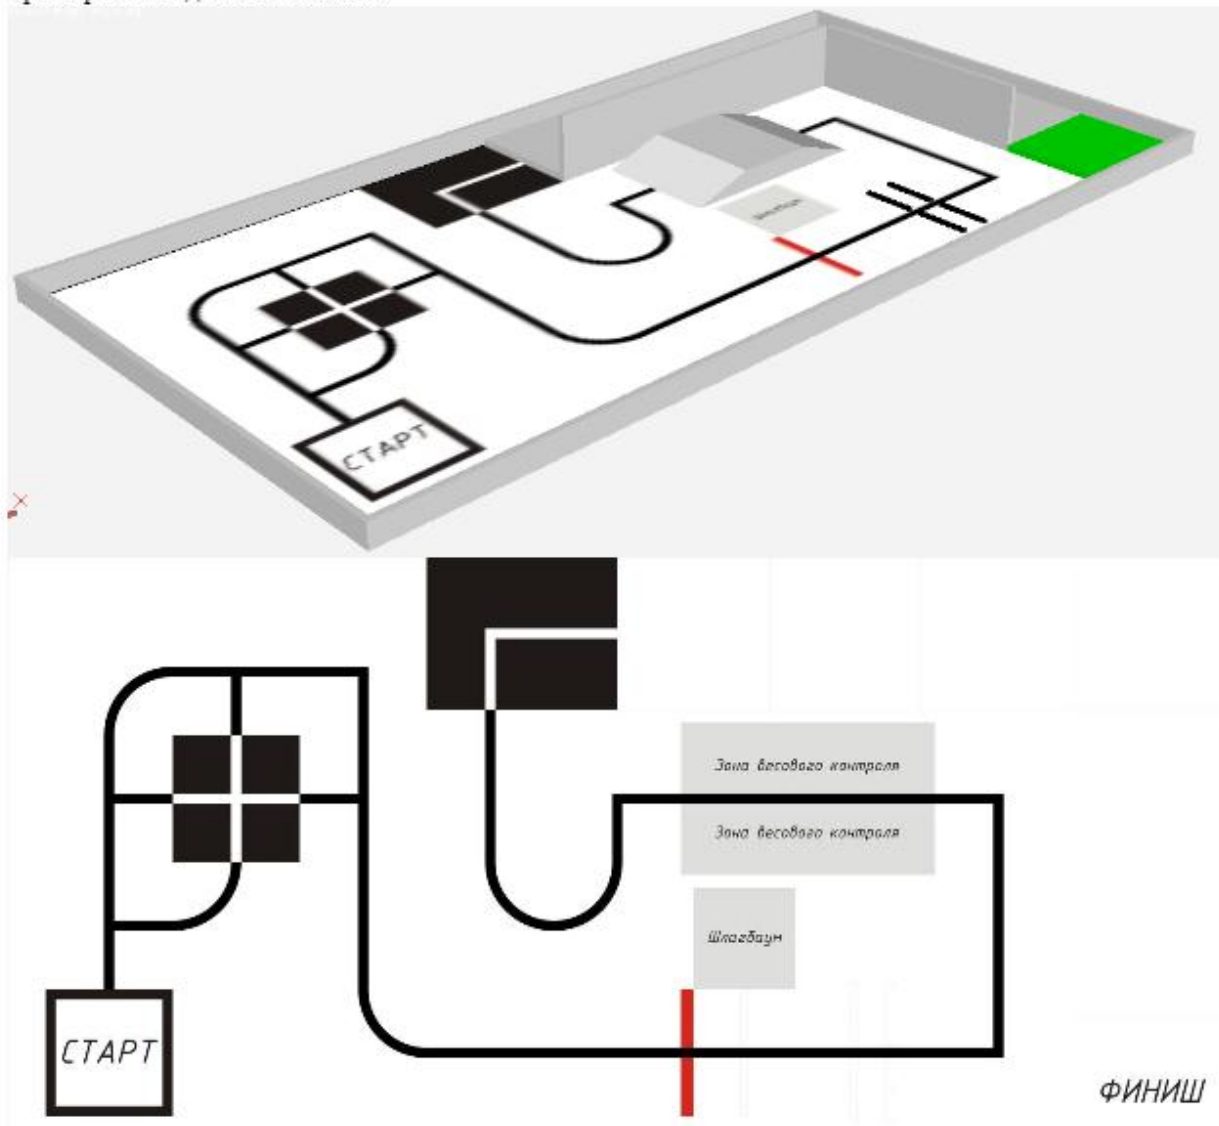 СТАРТ
Зона весового контроля
Зона весового контроля
Шлагбаум
СТАРТ
ФИНИШ